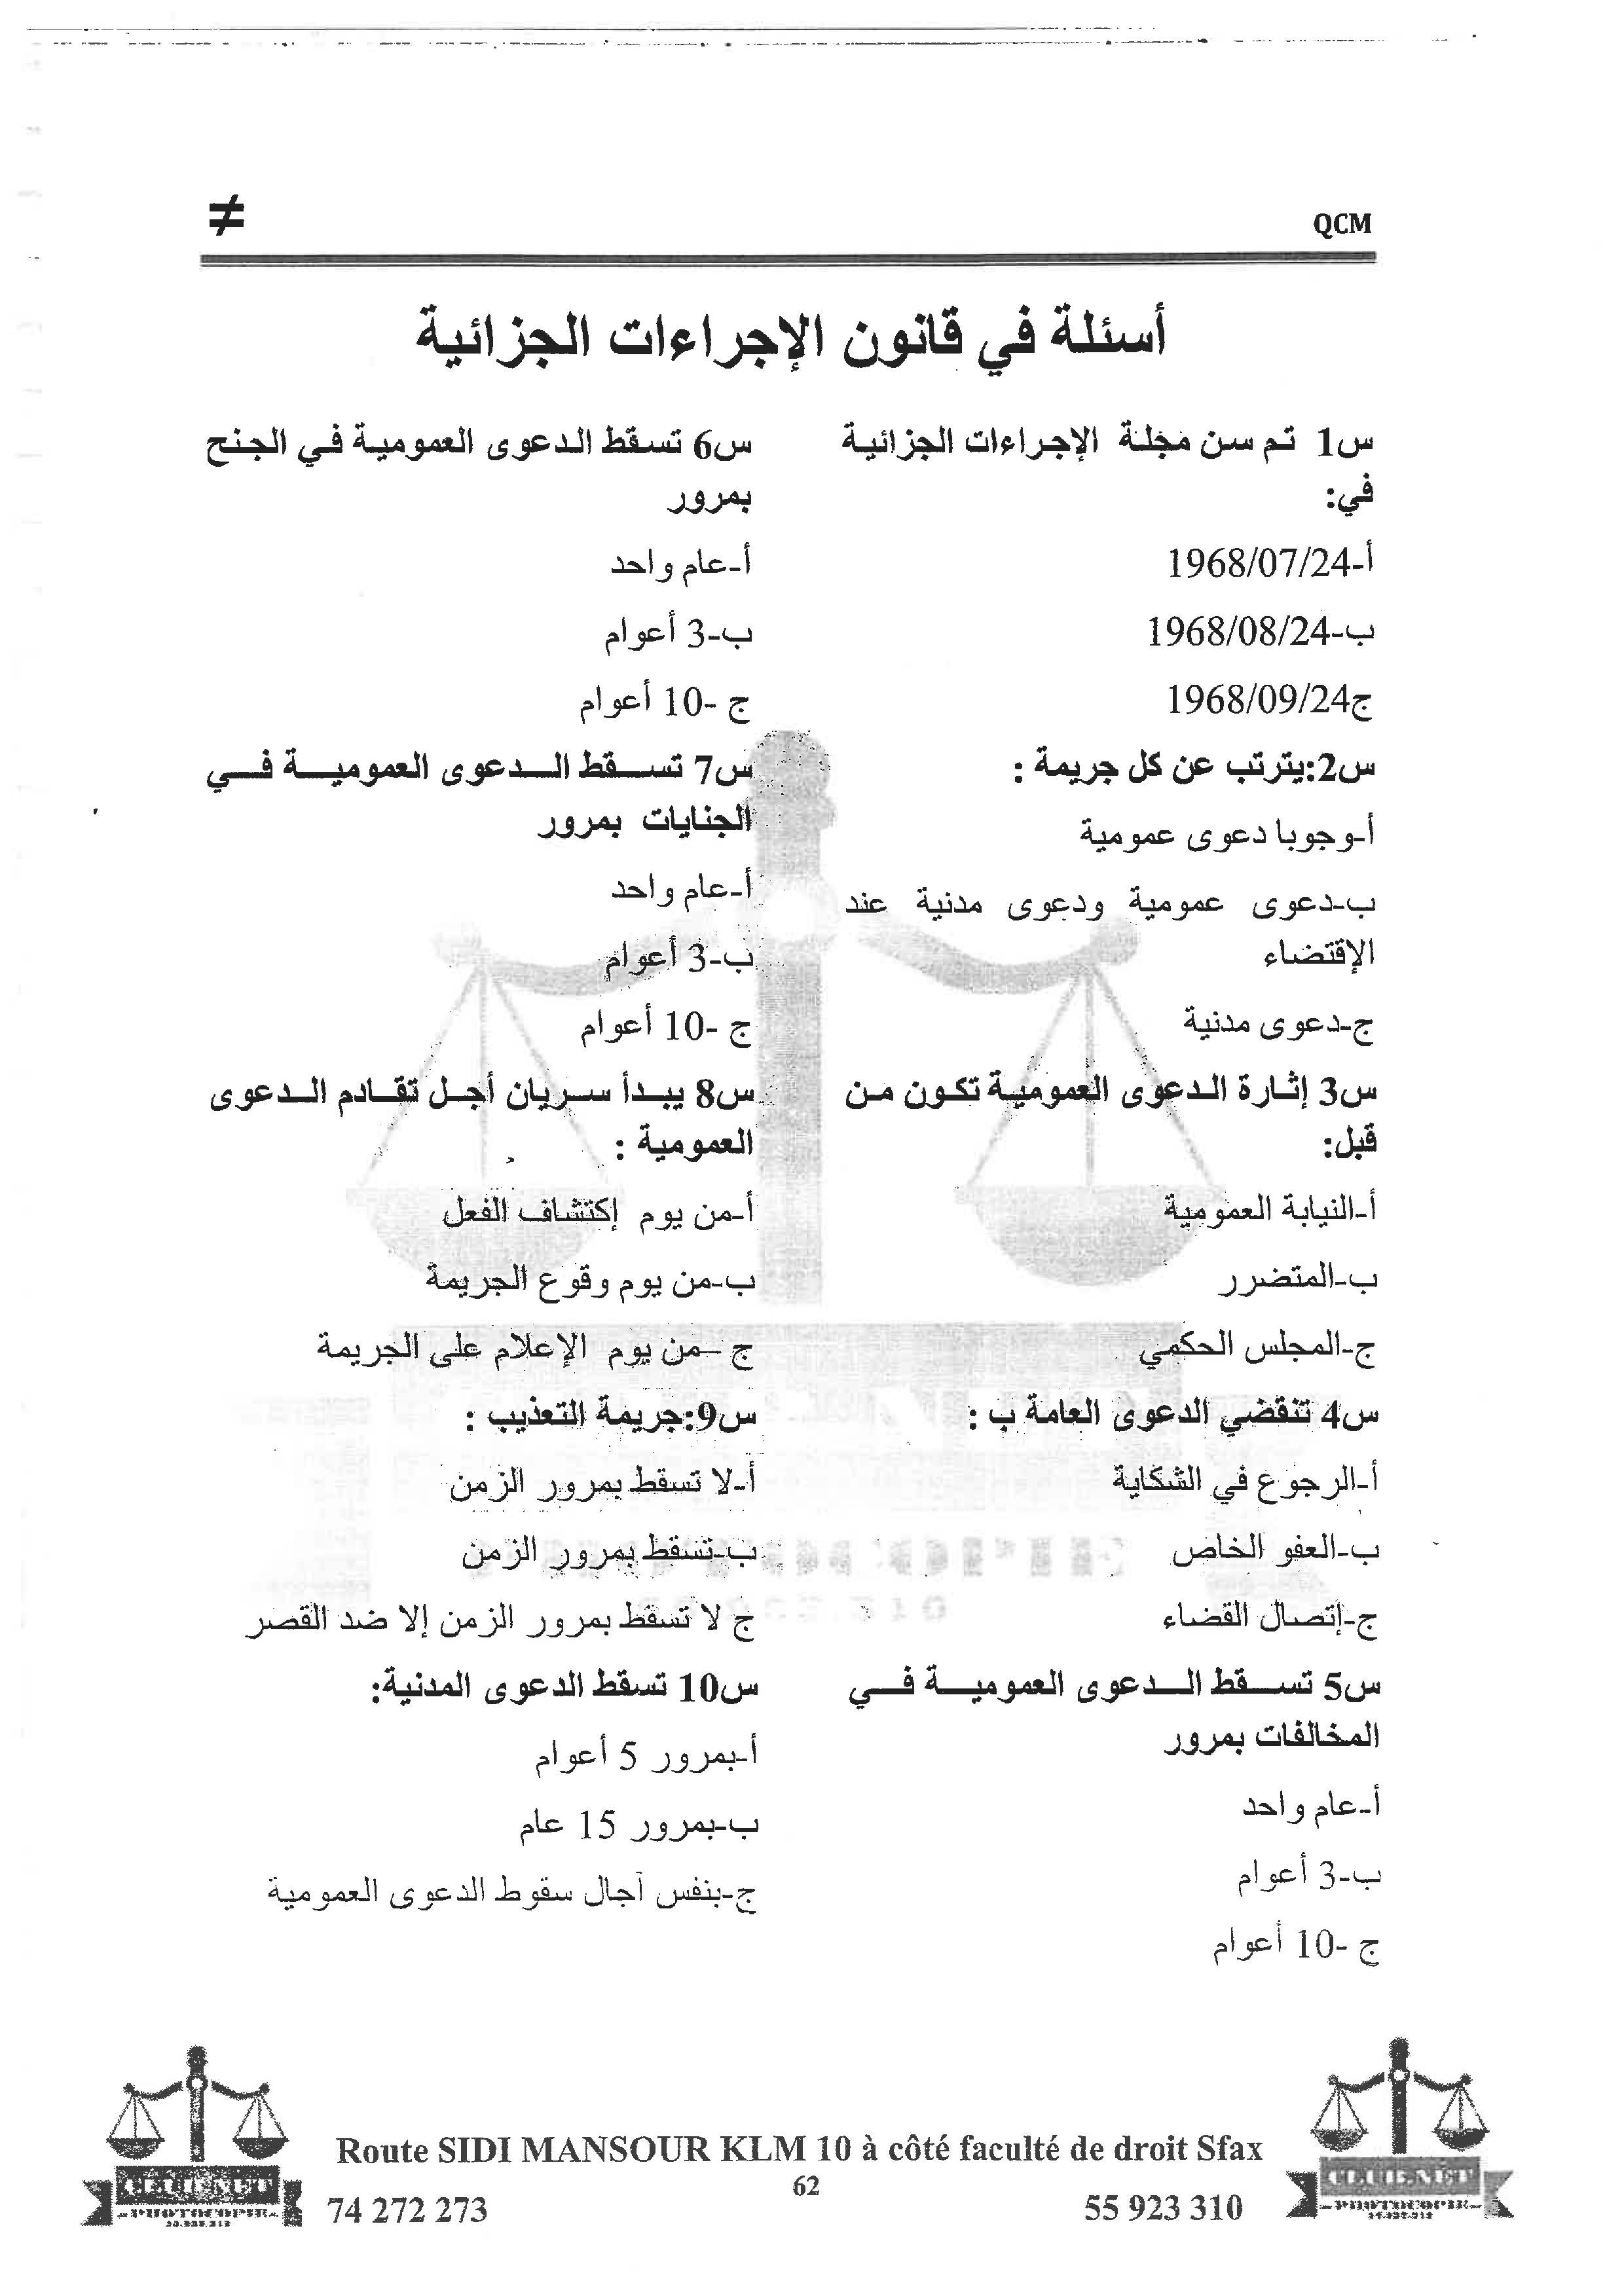 ≠
QCM
أسئلة في قانون الإجراءات الجزائية
س1 تم سن مجلة الإجراءات الجزائية
في:
أ-1968/07/24
ب-1968/08/24
ج1968/09/24
س2:يترتب عن كل جريمة :
أ-وجوبا دعوى عمومية
ب-دعوى عمومية ودعوى مدنية عند
الإقتضاء
ج-دعوى مدنية
س3 إثارة الدعوى العمومية تكون من
قبل:
أ-النيابة العمومية
ب-المتضرر
ج-المجلس الحكمي
س4 تنقضي الدعوى العامة ب :
أ-الرجوع في الشكاية
ب-العفو الخاص
ج-إتصال القضاء
س5 تسقط الدعوى العمومية في
المخالفات بمرور
أ-عام واحد
ب-3 أعوام
ج -10 أعوام
س6 تسقط الدعوى العمومية في الجنح
بمرور
أ-عام واحد
ب-3 أعوام
ج -10 أعوام
س7 تسقط الدعوى العمومية في
الجنايات بمرور
أ-عام واحد
ب-3 أعوام
ج -10 أعوام
س8 يبدأ سريان أجل تقادم الدعوى
العمومية :
أ-من يوم إكتشاف الفعل
ب-من يوم وقوع الجريمة
ج –من يوم الإعلام على الجريمة
س9:جريمة التعذيب :
أ-لا تسقط بمرور الزمن
ب-تسقط بمرور الزمن
ج لا تسقط بمرور الزمن إلا ضد القصر
س10 تسقط الدعوى المدنية:
أ-بمرور 5 أعوام
ب-بمرور 15 عام
ج-بنفس آجال سقوط الدعوى العمومية
Route SIDI MANSOUR KLM 10 à côté faculté de droit Sfax
62
74 272 273
55 923 310
-PHOTOCOPIE-
-PHOTOCOPIE-